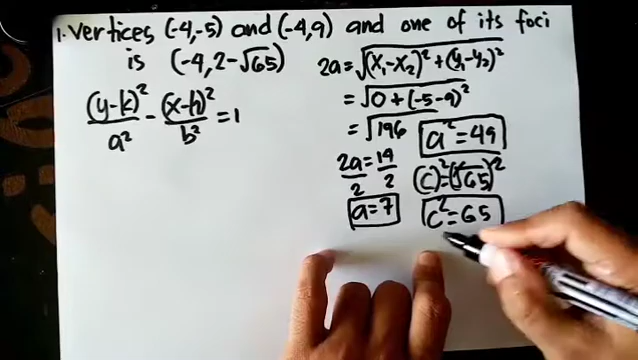 1. Vertices (-4,-5) and (-4,9) and one of its foci
is (-4, 2-√65)
(y-k)²/a² - (x-h)²/b² = 1
2a = √(x₁-x₂)² + (y₁-y₂)²
= √0 + (-5-9)²
= √196
2a/2 = 14/2
a = 7
a² = 49
(c)² = (√65)²
c² = 65